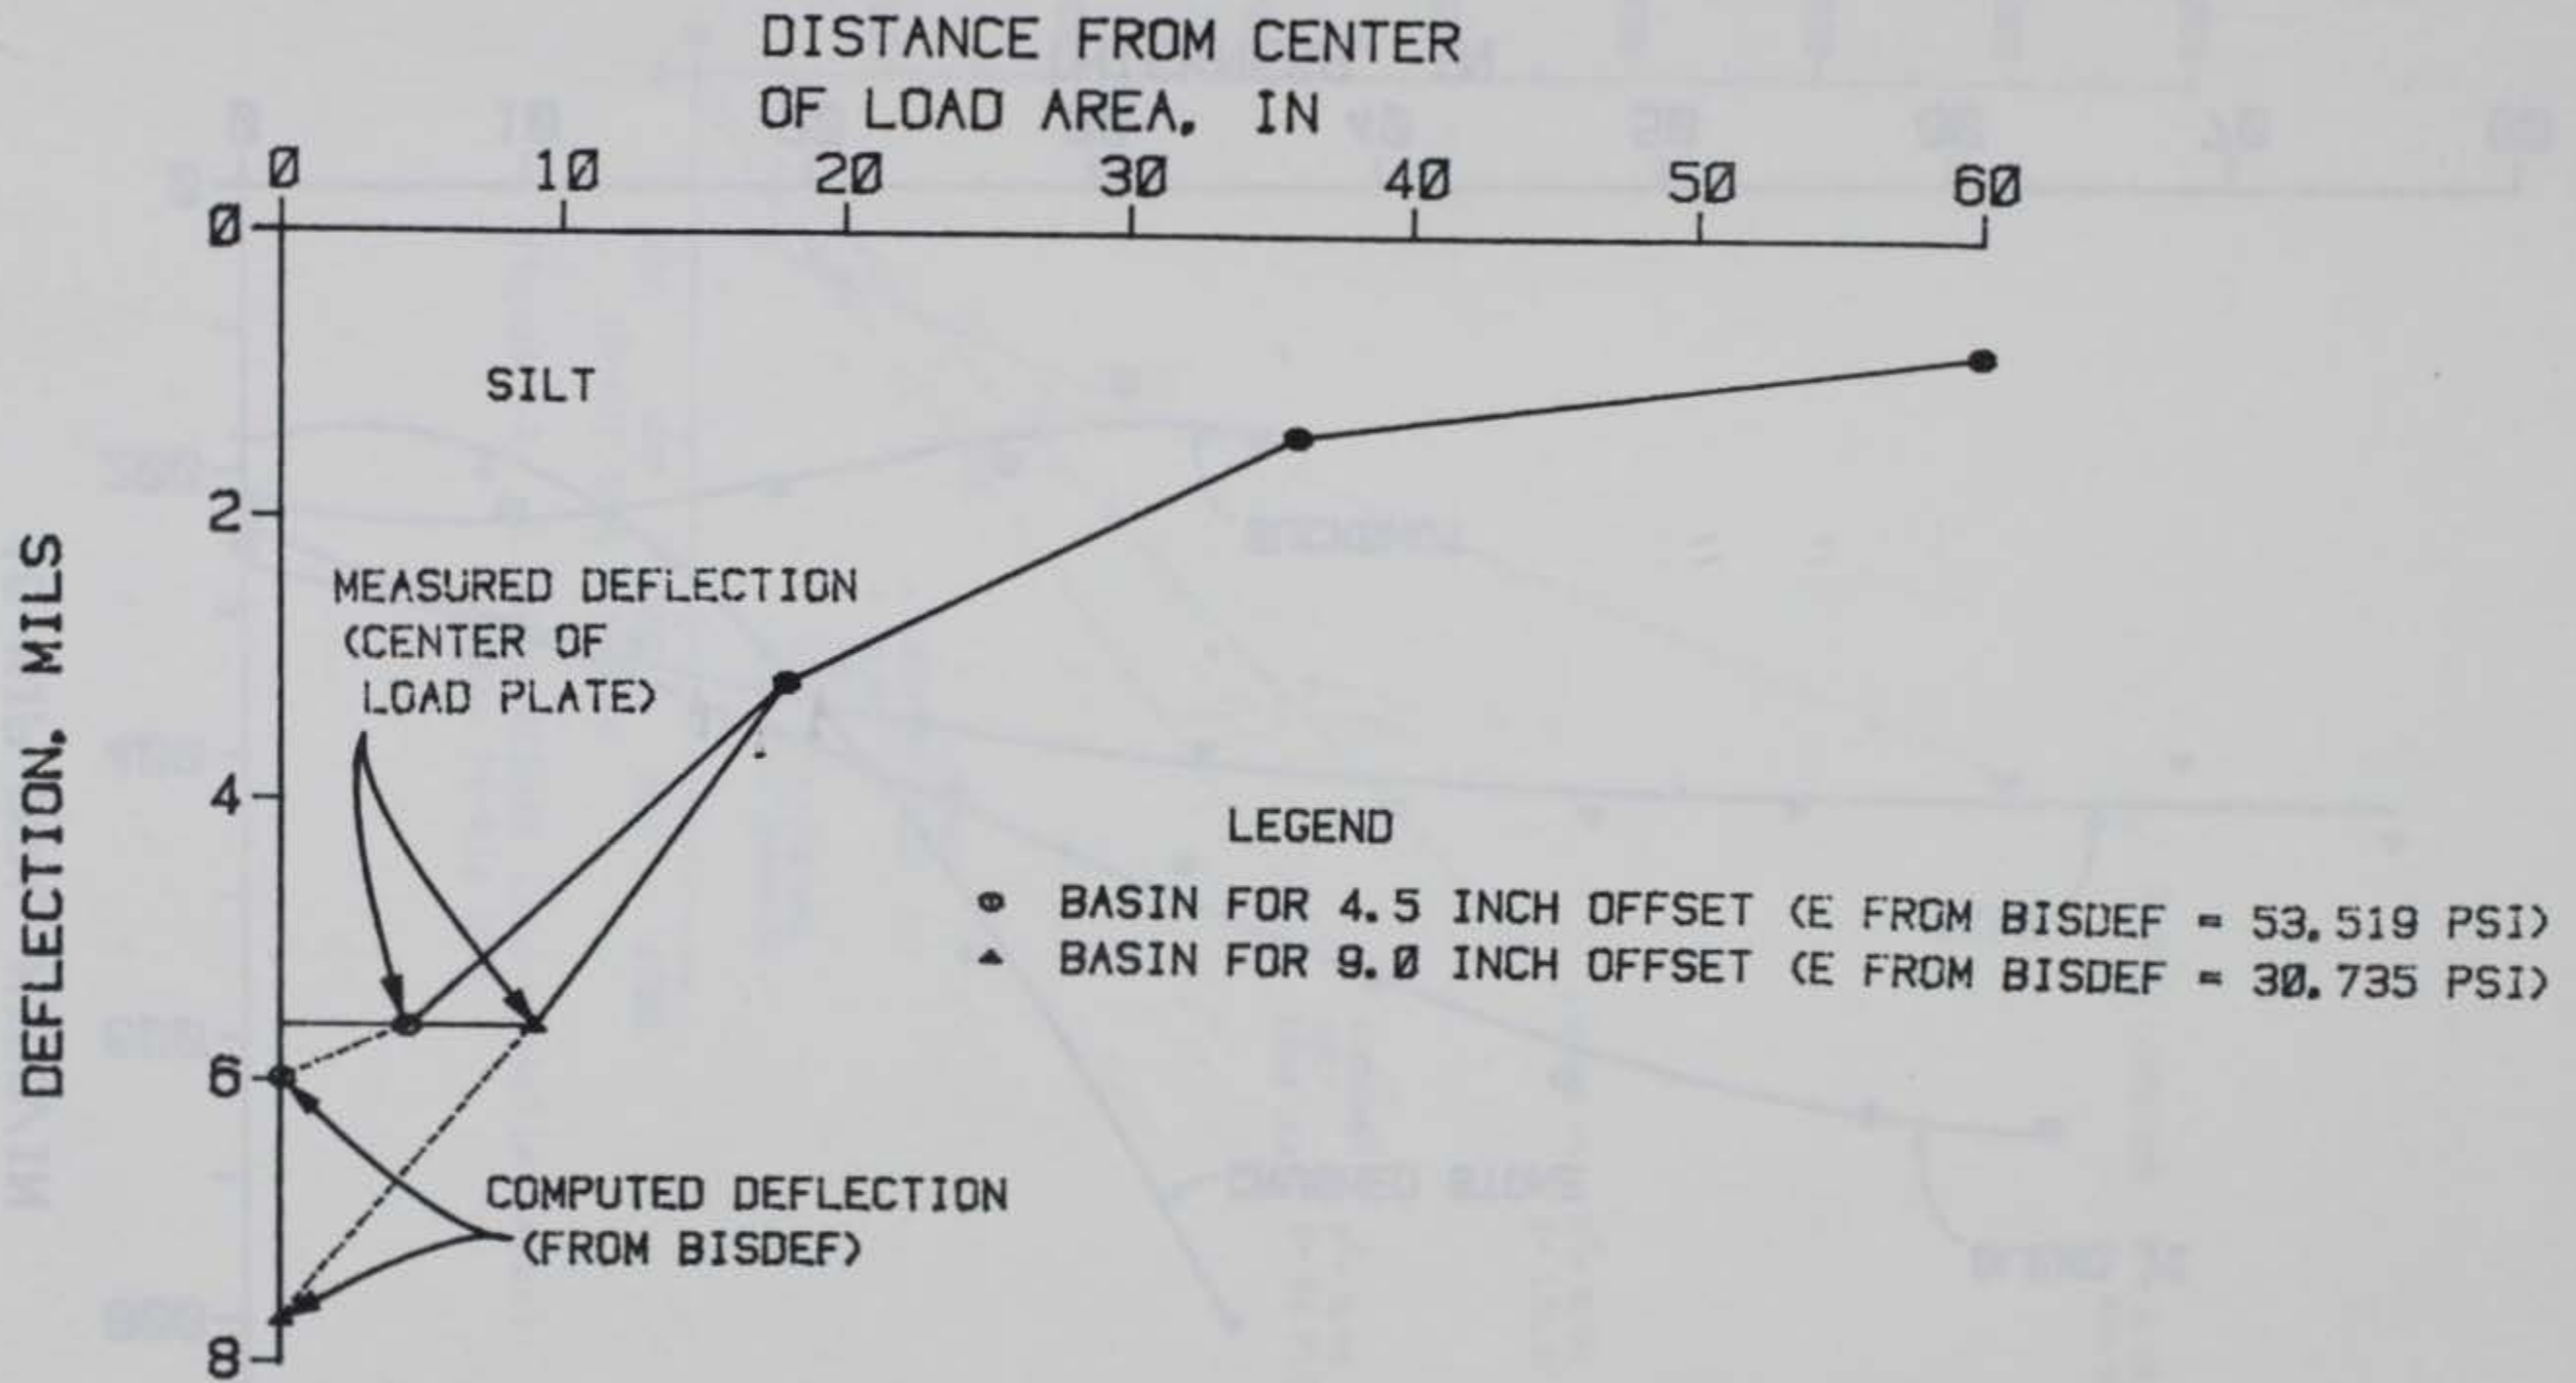 DISTANCE FROM CENTER
OF LOAD AREA, IN
0 10 20 30 40 50 60
0
2
4
6
8
DEFLECTION, MILS
SILT
MEASURED DEFLECTION
(CENTER OF
LOAD PLATE)
LEGEND
BASIN FOR 4.5 INCH OFFSET (E FROM BISDEF = 53,519 PSI)
BASIN FOR 9.0 INCH OFFSET (E FROM BISDEF = 30,735 PSI)
COMPUTED DEFLECTION
(FROM BISDEF)